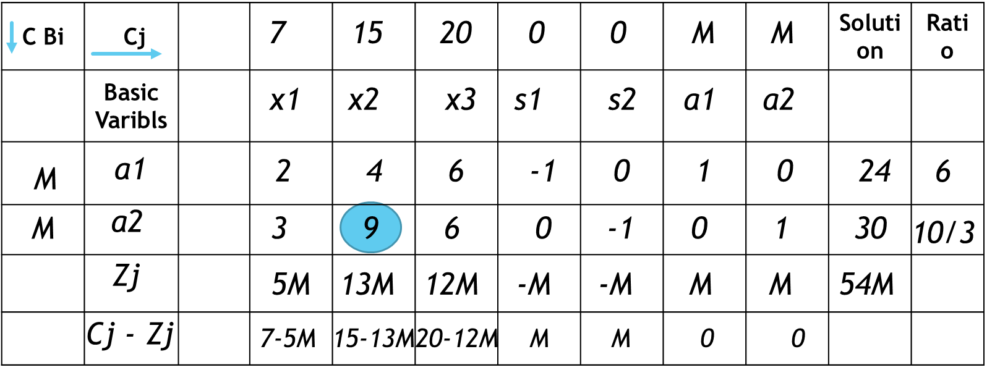 C Bi Cj 7 15 20 0 0 M M Soluti
on Rati
o
Basic
Varibls x1 x2 x3 s1 s2 a1 a2
M a1 2 4 6 -1 0 1 0 24 6
M a2 3 9 6 0 -1 0 1 30 10/3
Zj 5M 13M 12M -M -M M M 54M
Cj - Zj 7-5M 15-13M 20-12M M M 0 0